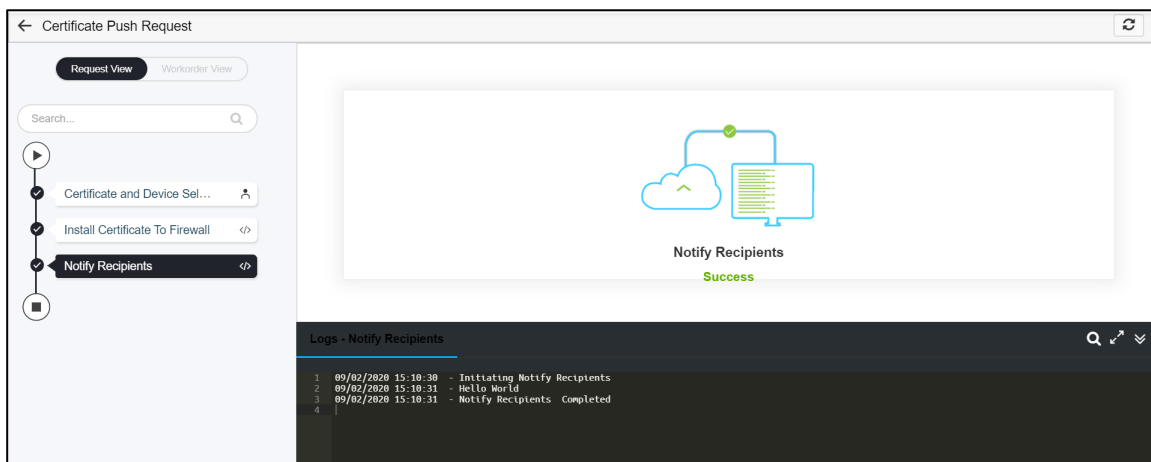 Certificate Push Request
Request View
Workorder View
Search...
Certificate and Device Sel...
Install Certificate To Firewall </>
Notify Recipients </>
Notify Recipients
Success
Logs - Notify Recipients
1 09/02/2020 15:10:30 - Initiating Notify Recipients
2 09/02/2020 15:10:31 - Hello World
3 09/02/2020 15:10:31 - Notify Recipients Completed
4